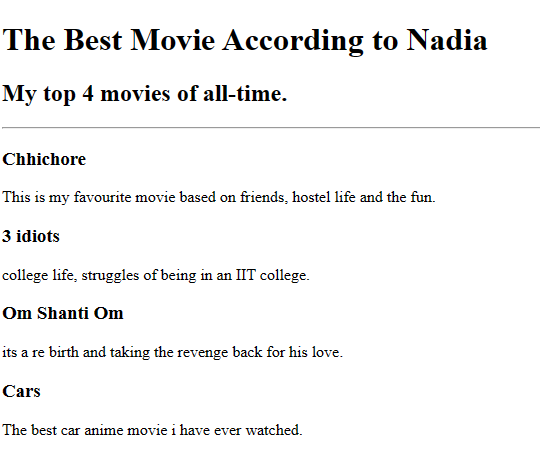 The Best Movie According to Nadia
My top 4 movies of all-time.
Chhichore
This is my favourite movie based on friends, hostel life and the fun.
3 idiots
college life, struggles of being in an IIT college.
Om Shanti Om
its a re birth and taking the revenge back for his love.
Cars
The best car anime movie i have ever watched.